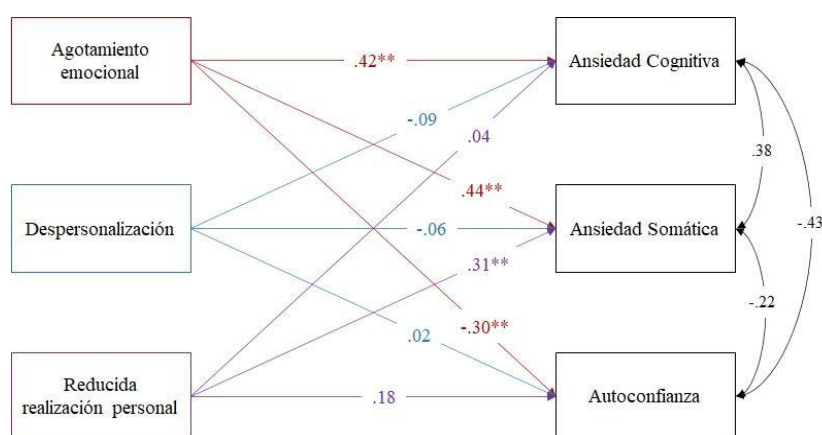 Agotamiento
emocional
.42**
Ansiedad Cognitiva
-.09
.04
.38
.44**
Despersonalización
-.06
Ansiedad Somática
-.43
.31**
-.22
-.30**
.02
Reducida
realización personal
.18
Autoconfianza